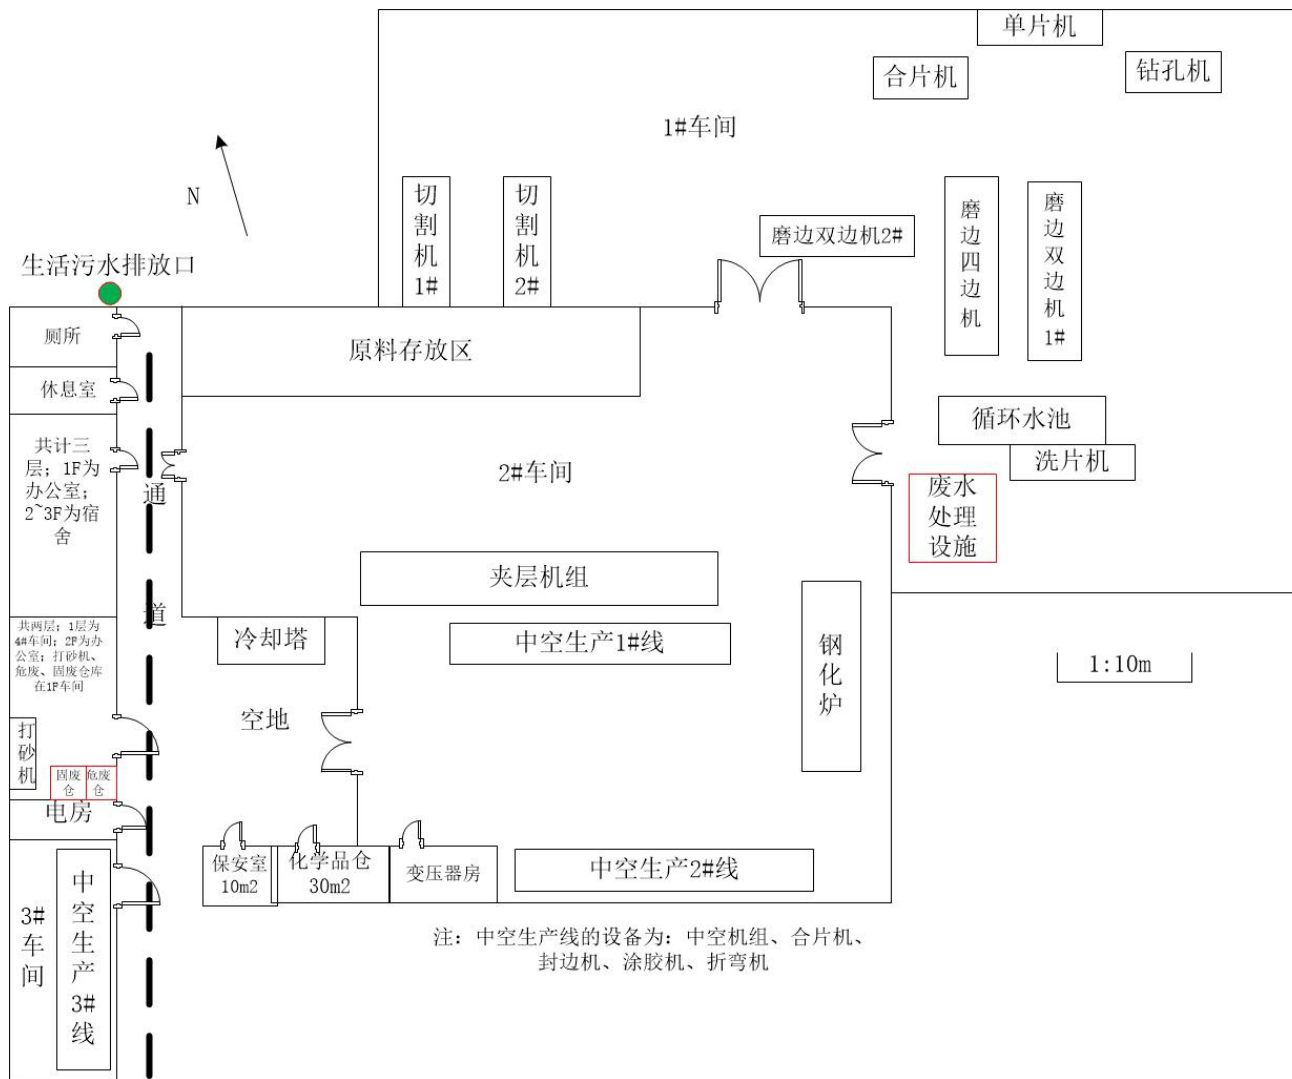 单片机
合片机
钻孔机
1#车间
N
切割机1#
切割机2#
磨边双边机2#
磨边四边机
磨边双边机1#
生活污水排放口
厕所
原料存放区
休息室
循环水池
洗片机
共计三
层；1F为
办公室；
2~3F为宿
舍
2#车间
通道
废水
处理
设施
夹层机组
共两层；1层为
4#车间；2F为办
公室；打砂机、
危废、固废仓库
在1F车间
冷却塔
中空生产1#线
钢化炉
1:10m
空地
打砂机
固废
仓
危废
仓
电房
保安室
10m2
化学品仓
30m2
变压器房
中空生产2#线
3#车间
中空生产3#线
注：中空生产线的设备为：中空机组、合片机、
封边机、涂胶机、折弯机